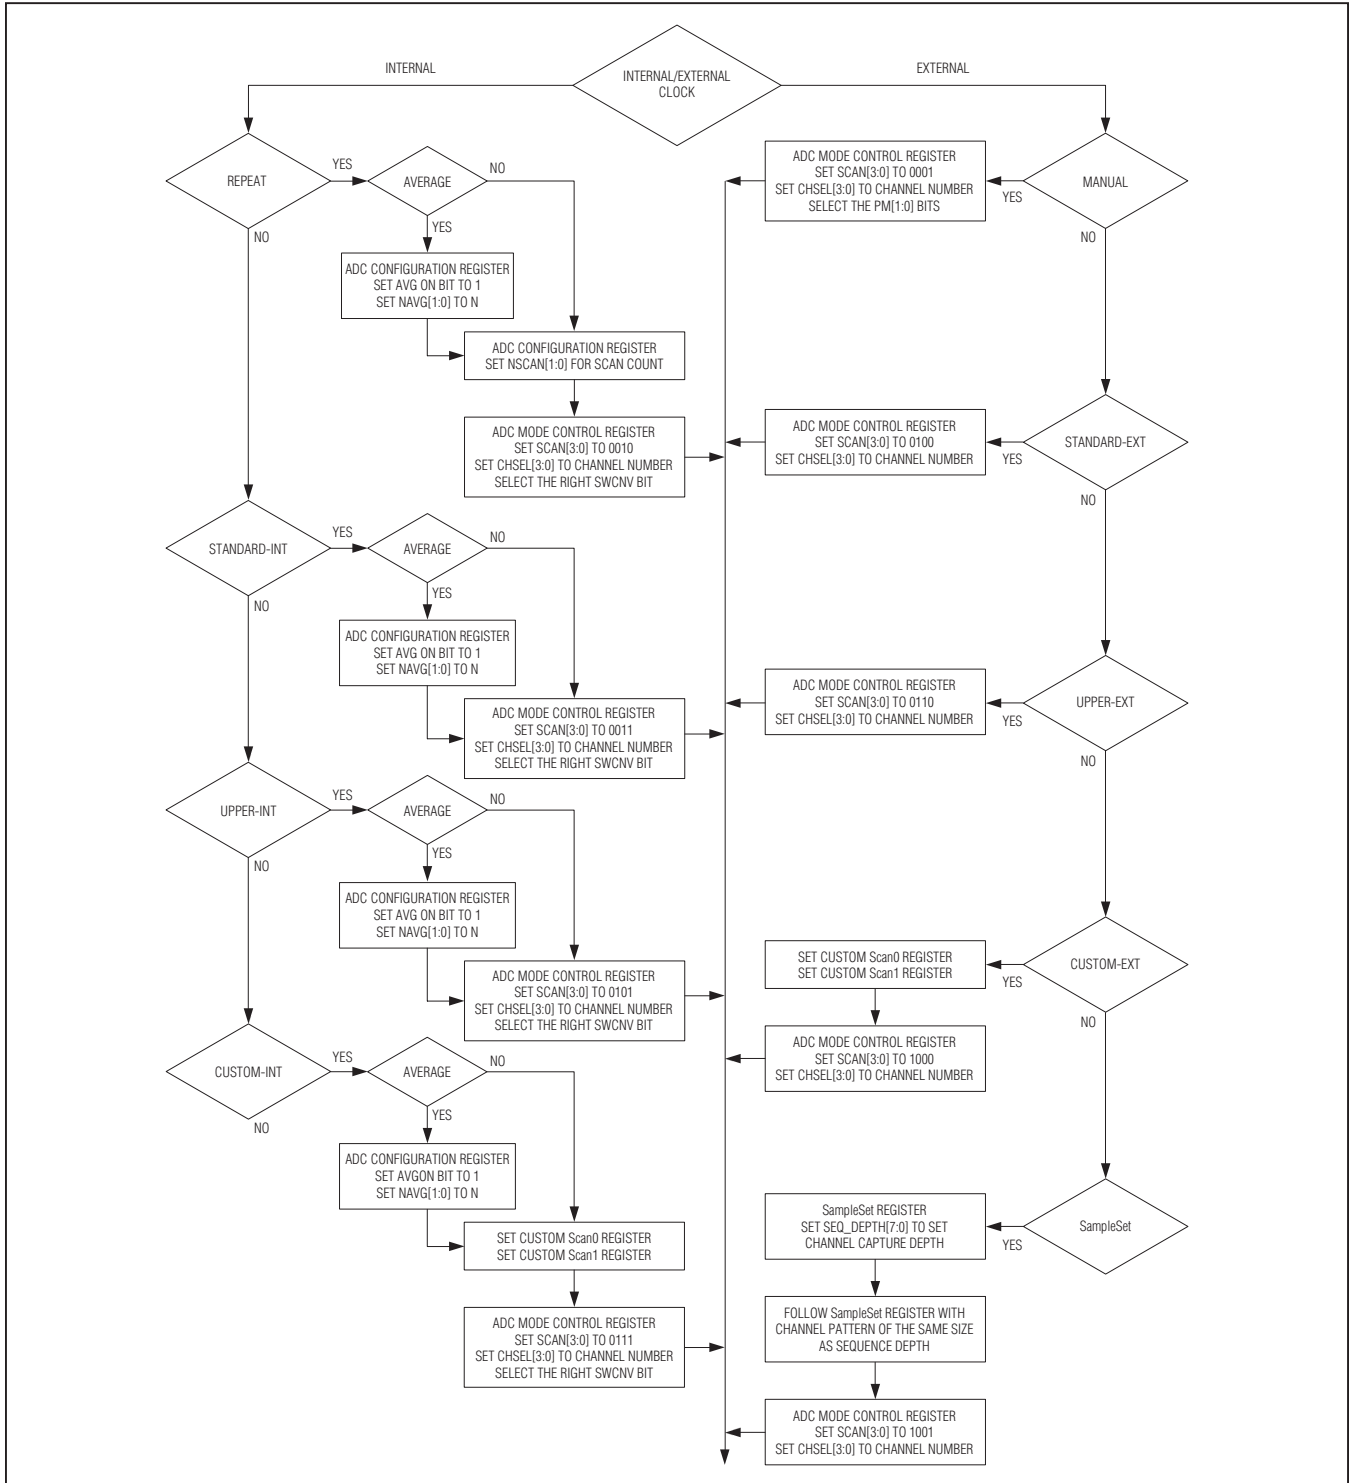 INTERNAL/EXTERNAL
CLOCK
INTERNAL
EXTERNAL
REPEAT
YES
NO
AVERAGE
NO
YES
ADC CONFIGURATION REGISTER
SET AVG ON BIT TO 1
SET NAVG[1:0] TO N
ADC CONFIGURATION REGISTER
SET NSCAN[1:0] FOR SCAN COUNT
ADC MODE CONTROL REGISTER
SET SCAN[3:0] TO 0010
SET CHSEL[3:0] TO CHANNEL NUMBER
SELECT THE RIGHT SWCNV BIT
STANDARD-INT
YES
NO
AVERAGE
NO
YES
ADC CONFIGURATION REGISTER
SET AVG ON BIT TO 1
SET NAVG[1:0] TO N
ADC MODE CONTROL REGISTER
SET SCAN[3:0] TO 0011
SET CHSEL[3:0] TO CHANNEL NUMBER
SELECT THE RIGHT SWCNV BIT
UPPER-INT
YES
NO
AVERAGE
NO
YES
ADC CONFIGURATION REGISTER
SET AVG ON BIT TO 1
SET NAVG[1:0] TO N
ADC MODE CONTROL REGISTER
SET SCAN[3:0] TO 0101
SET CHSEL[3:0] TO CHANNEL NUMBER
SELECT THE RIGHT SWCNV BIT
CUSTOM-INT
YES
NO
AVERAGE
NO
YES
ADC CONFIGURATION REGISTER
SET AVGON BIT TO 1
SET NAVG[1:0] TO N
SET CUSTOM Scan0 REGISTER
SET CUSTOM Scan1 REGISTER
ADC MODE CONTROL REGISTER
SET SCAN[3:0] TO 0111
SET CHSEL[3:0] TO CHANNEL NUMBER
SELECT THE RIGHT SWCNV BIT
MANUAL
YES
NO
ADC MODE CONTROL REGISTER
SET SCAN[3:0] TO 0001
SET CHSEL[3:0] TO CHANNEL NUMBER
SELECT THE PM[1:0] BITS
STANDARD-EXT
YES
NO
ADC MODE CONTROL REGISTER
SET SCAN[3:0] TO 0100
SET CHSEL[3:0] TO CHANNEL NUMBER
UPPER-EXT
YES
NO
ADC MODE CONTROL REGISTER
SET SCAN[3:0] TO 0110
SET CHSEL[3:0] TO CHANNEL NUMBER
CUSTOM-EXT
YES
NO
SET CUSTOM Scan0 REGISTER
SET CUSTOM Scan1 REGISTER
ADC MODE CONTROL REGISTER
SET SCAN[3:0] TO 1000
SET CHSEL[3:0] TO CHANNEL NUMBER
SampleSet
YES
SampleSet REGISTER
SET SEQ_DEPTH[7:0] TO SET
CHANNEL CAPTURE DEPTH
FOLLOW SampleSet REGISTER WITH
CHANNEL PATTERN OF THE SAME SIZE
AS SEQUENCE DEPTH
ADC MODE CONTROL REGISTER
SET SCAN[3:0] TO 1001
SET CHSEL[3:0] TO CHANNEL NUMBER